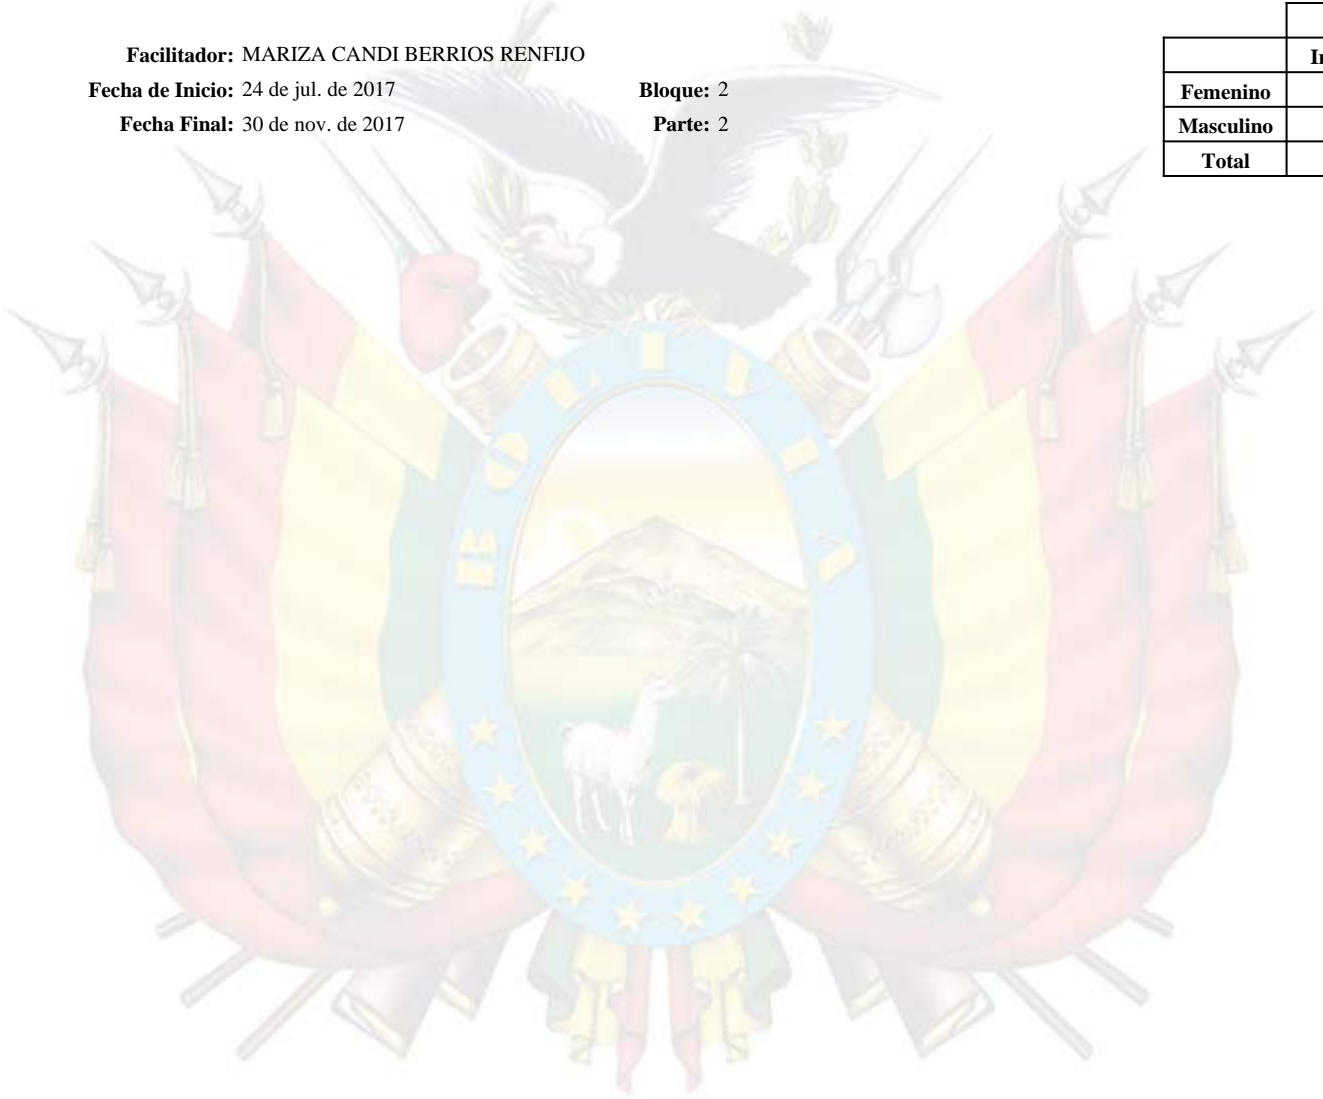 Facilitador: MARIZA CANDI BERRIOS RENFIJO
Fecha de Inicio: 24 de jul. de 2017 Bloque: 2
Fecha Final: 30 de nov. de 2017 Parte: 2
Femenino
Masculino
Total
BOLIVIA